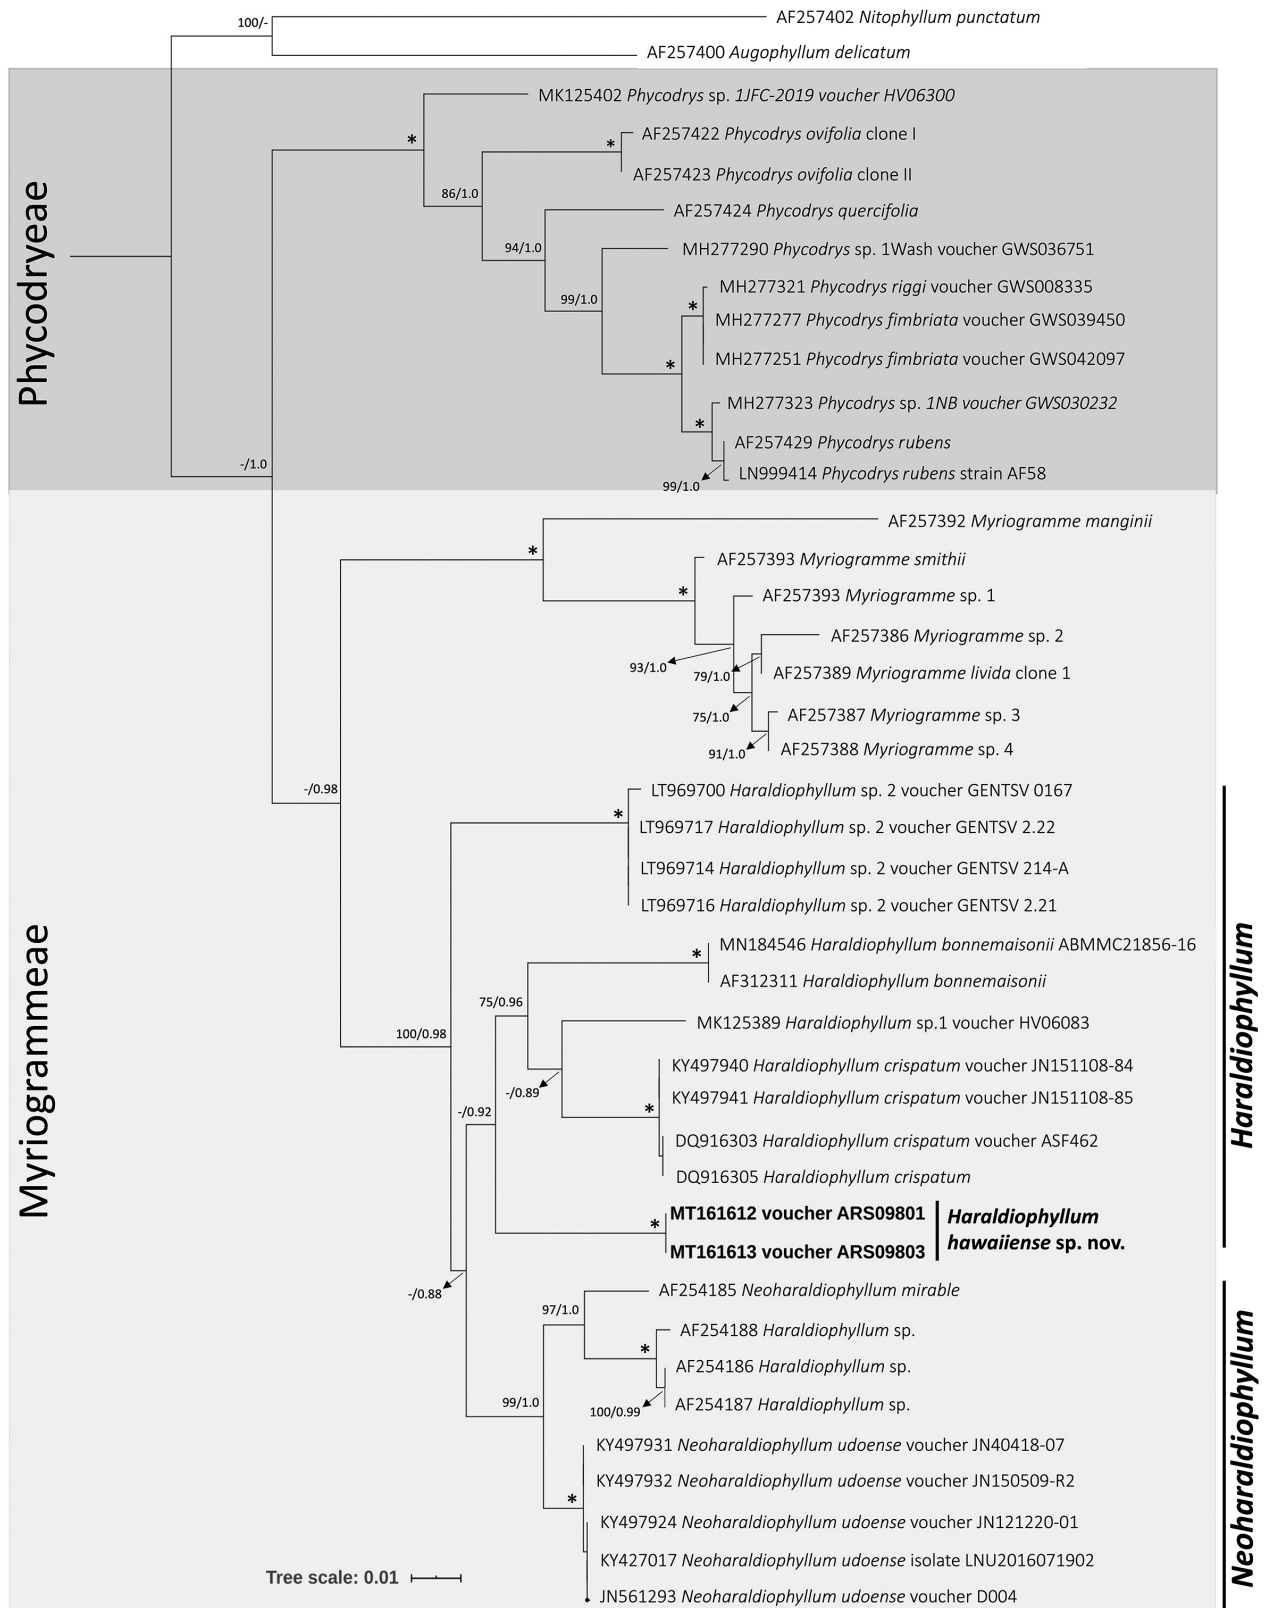 100/-
AF257402 Nitophyllum punctatum
AF257400 Augophyllum delicatum
Phycodryeae
MK125402 Phycodrys sp. 1JFC-2019 voucher HV06300
*
AF257422 Phycodrys ovifolia clone I
*
AF257423 Phycodrys ovifolia clone II
86/1.0
AF257424 Phycodrys quercifolia
94/1.0
MH277290 Phycodrys sp. 1Wash voucher GWS036751
99/1.0
MH277321 Phycodrys riggi voucher GWS008335
*
MH277277 Phycodrys fimbriata voucher GWS039450
MH277251 Phycodrys fimbriata voucher GWS042097
*
MH277323 Phycodrys sp. 1NB voucher GWS030232
*
AF257429 Phycodrys rubens
LN999414 Phycodrys rubens strain AF58
99/1.0
-/1.0
Myriogrammeae
AF257392 Myriogramme manginii
*
AF257393 Myriogramme smithii
*
AF257393 Myriogramme sp. 1
AF257386 Myriogramme sp. 2
93/1.0
79/1.0
AF257389 Myriogramme livida clone 1
75/1.0
AF257387 Myriogramme sp. 3
91/1.0
AF257388 Myriogramme sp. 4
-/0.98
LT969700 Haraldiophyllum sp. 2 voucher GENTSV 0167
*
LT969717 Haraldiophyllum sp. 2 voucher GENTSV 2.22
LT969714 Haraldiophyllum sp. 2 voucher GENTSV 214-A
LT969716 Haraldiophyllum sp. 2 voucher GENTSV 2.21
MN184546 Haraldiophyllum bonnemaisonii ABMMC21856-16
*
AF312311 Haraldiophyllum bonnemaisonii
75/0.96
MK125389 Haraldiophyllum sp.1 voucher HV06083
100/0.98
KY497940 Haraldiophyllum crispatum voucher JN151108-84
-/0.89
KY497941 Haraldiophyllum crispatum voucher JN151108-85
*
-/0.92
DQ916303 Haraldiophyllum crispatum voucher ASF462
DQ916305 Haraldiophyllum crispatum
MT161612 voucher ARS09801
*
MT161613 voucher ARS09803
Haraldiophyllum
hawaiiense sp. nov.
Haraldiophyllum
-/0.88
AF254185 Neoharaldiophyllum mirable
97/1.0
AF254188 Haraldiophyllum sp.
*
AF254186 Haraldiophyllum sp.
AF254187 Haraldiophyllum sp.
100/0.99
99/1.0
KY497931 Neoharaldiophyllum udoense voucher JN40418-07
KY497932 Neoharaldiophyllum udoense voucher JN150509-R2
*
KY497924 Neoharaldiophyllum udoense voucher JN121220-01
KY427017 Neoharaldiophyllum udoense isolate LNU2016071902
JN561293 Neoharaldiophyllum udoense voucher D004
Neoharaldiophyllum
Tree scale: 0.01